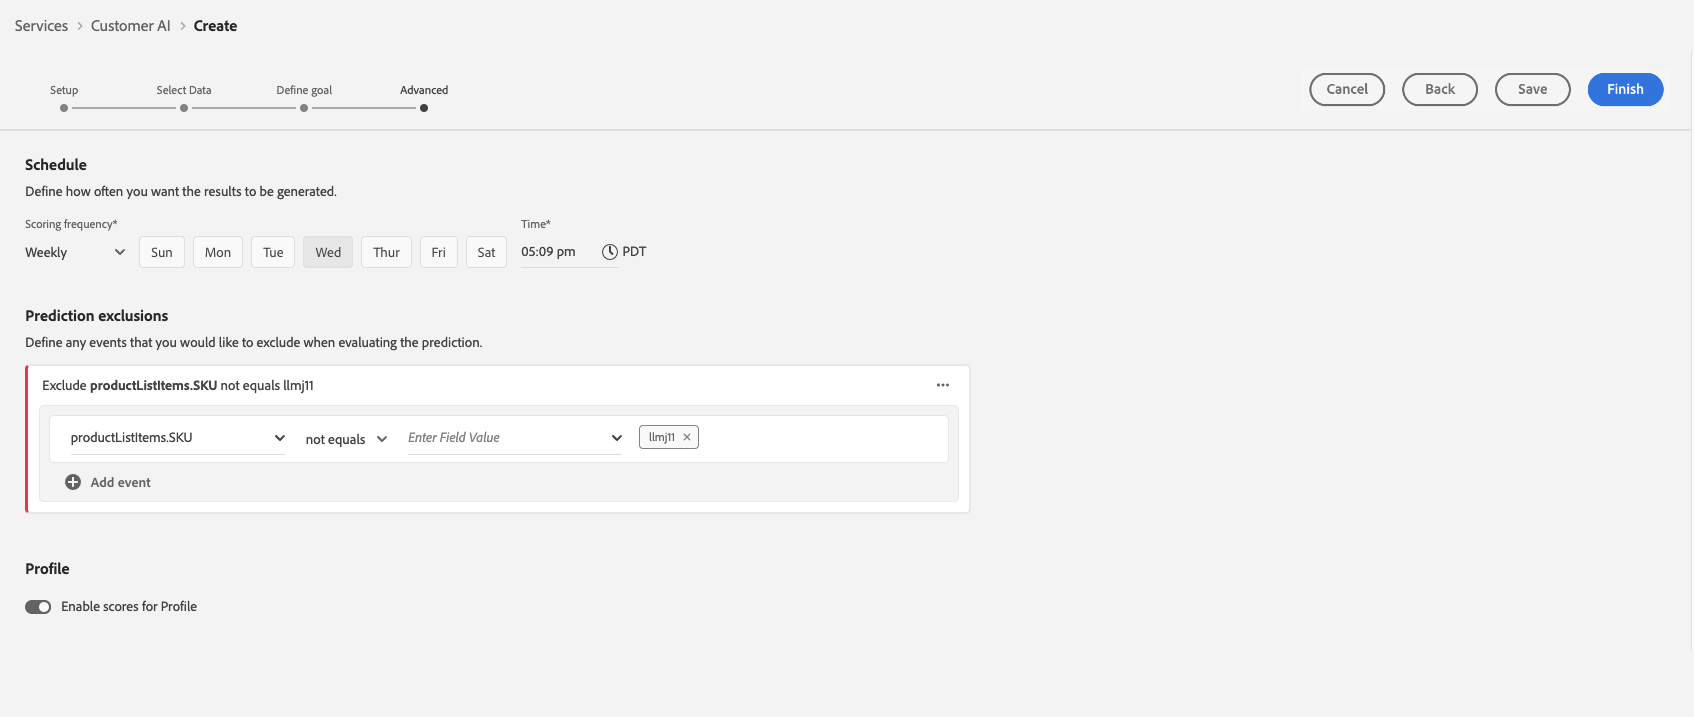 Services > Customer AI > Create
Setup Select Data Define goal Advanced
Cancel Back Save Finish
Schedule
Define how often you want the results to be generated.
Scoring frequency* Time*
Weekly Sun Mon Tue Wed Thur Fri Sat 05:09 pm PDT
Prediction exclusions
Define any events that you would like to exclude when evaluating the prediction.
Exclude productListItems.SKU not equals llmj11
productListItems.SKU not equals Enter Field Value llmj11 ×
Add event
Profile
Enable scores for Profile